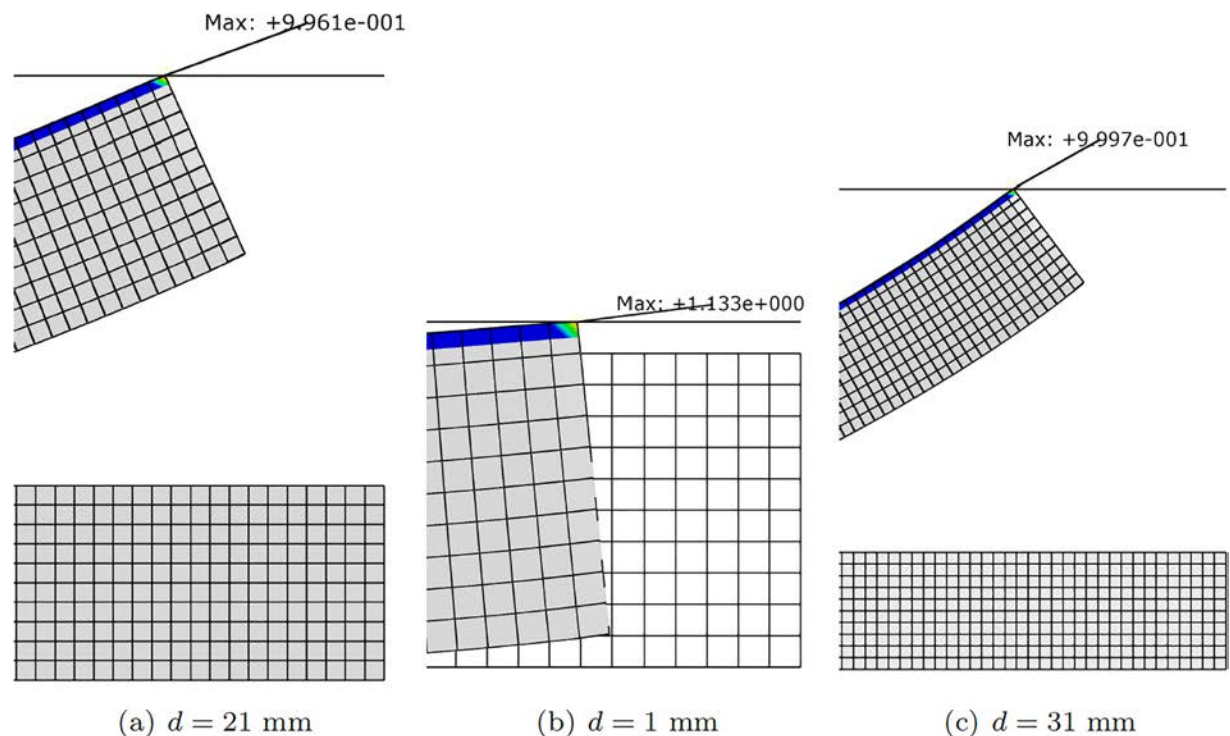 Max: +9.961e-001
Max: +1.133e+000
Max: +9.997e-001
(a) d = 21 mm
(b) d = 1 mm
(c) d = 31 mm